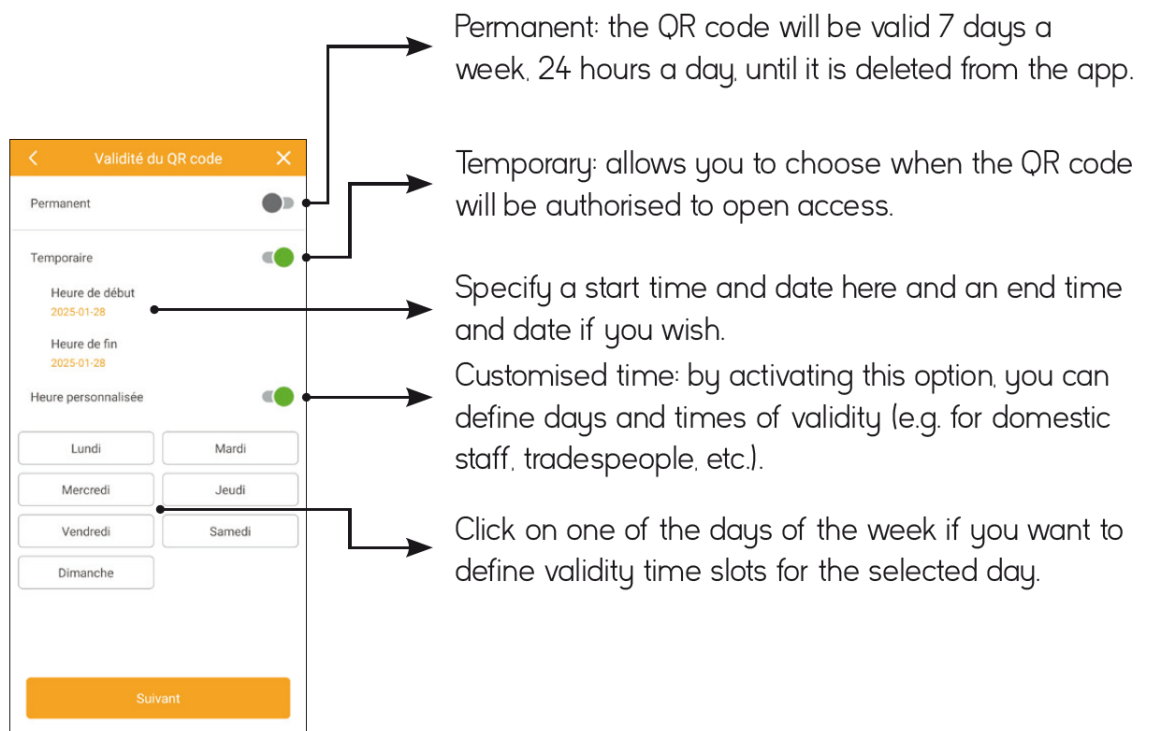 Permanent: the QR code will be valid 7 days a
week, 24 hours a day, until it is deleted from the app.
Validité du QR code
Permanent
Temporary: allows you to choose when the QR code
will be authorised to open access.
Temporaire
Heure de début
2025-01-28
Specify a start time and date here and an end time
and date if you wish.
Heure de fin
2025-01-28
Heure personnalisée
Customised time: by activating this option, you can
define days and times of validity (e.g. for domestic
staff, tradespeople, etc.).
Lundi
Mardi
Mercredi
Jeudi
Vendredi
Samedi
Dimanche
Click on one of the days of the week if you want to
define validity time slots for the selected day.
Suivant